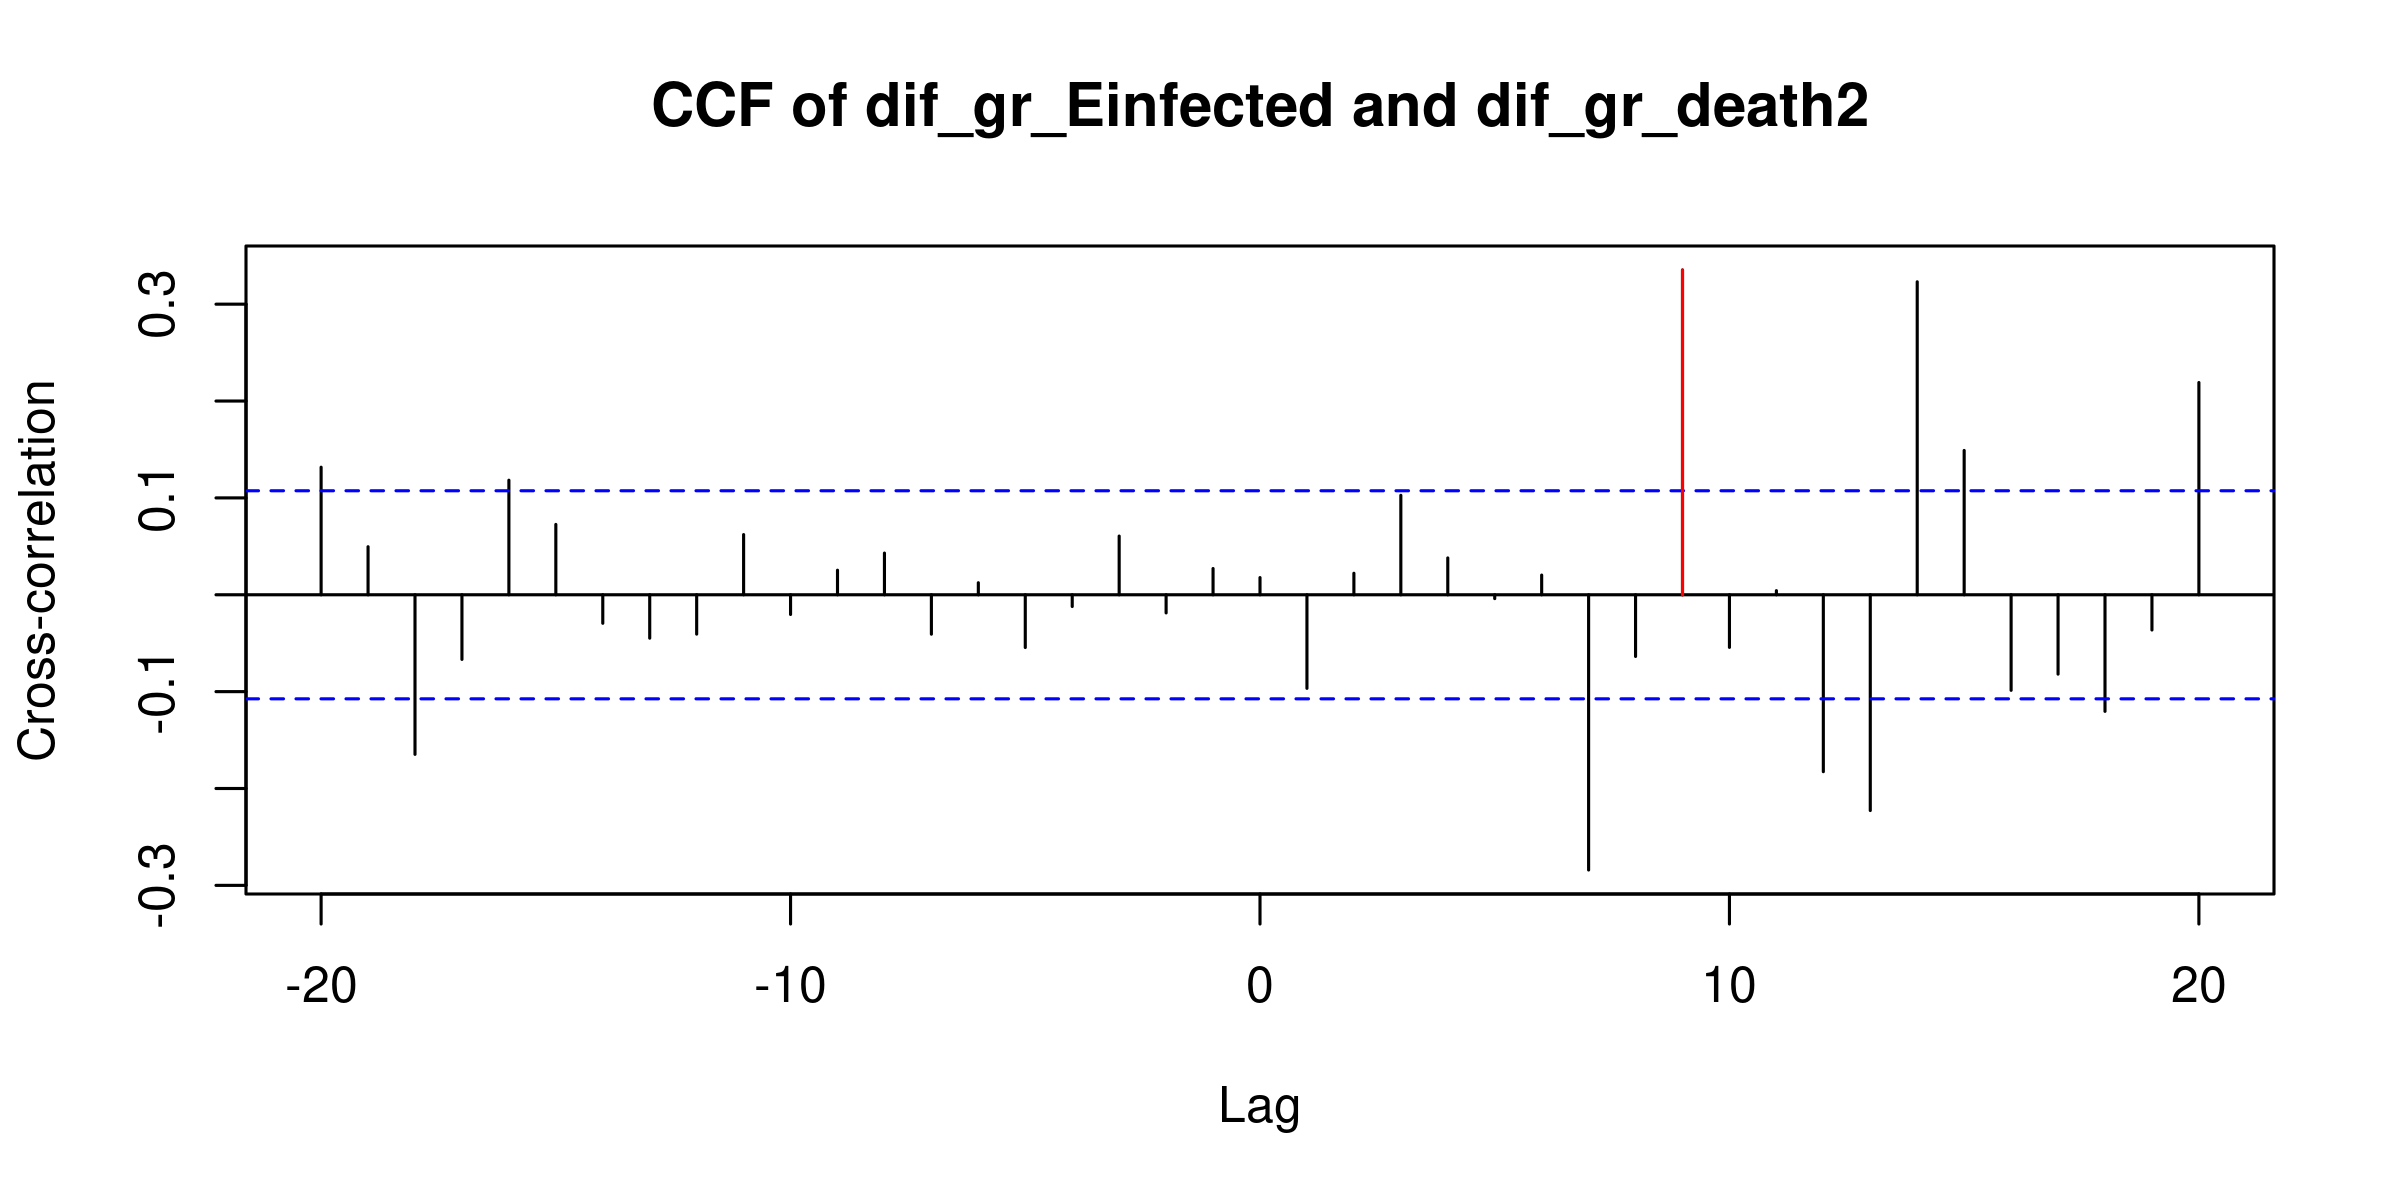 CCF of dif_gr_Einfected and dif_gr_death2
Cross-correlation
0.3
0.1
-0.1
-0.3
-20 -10 0 10 20
Lag